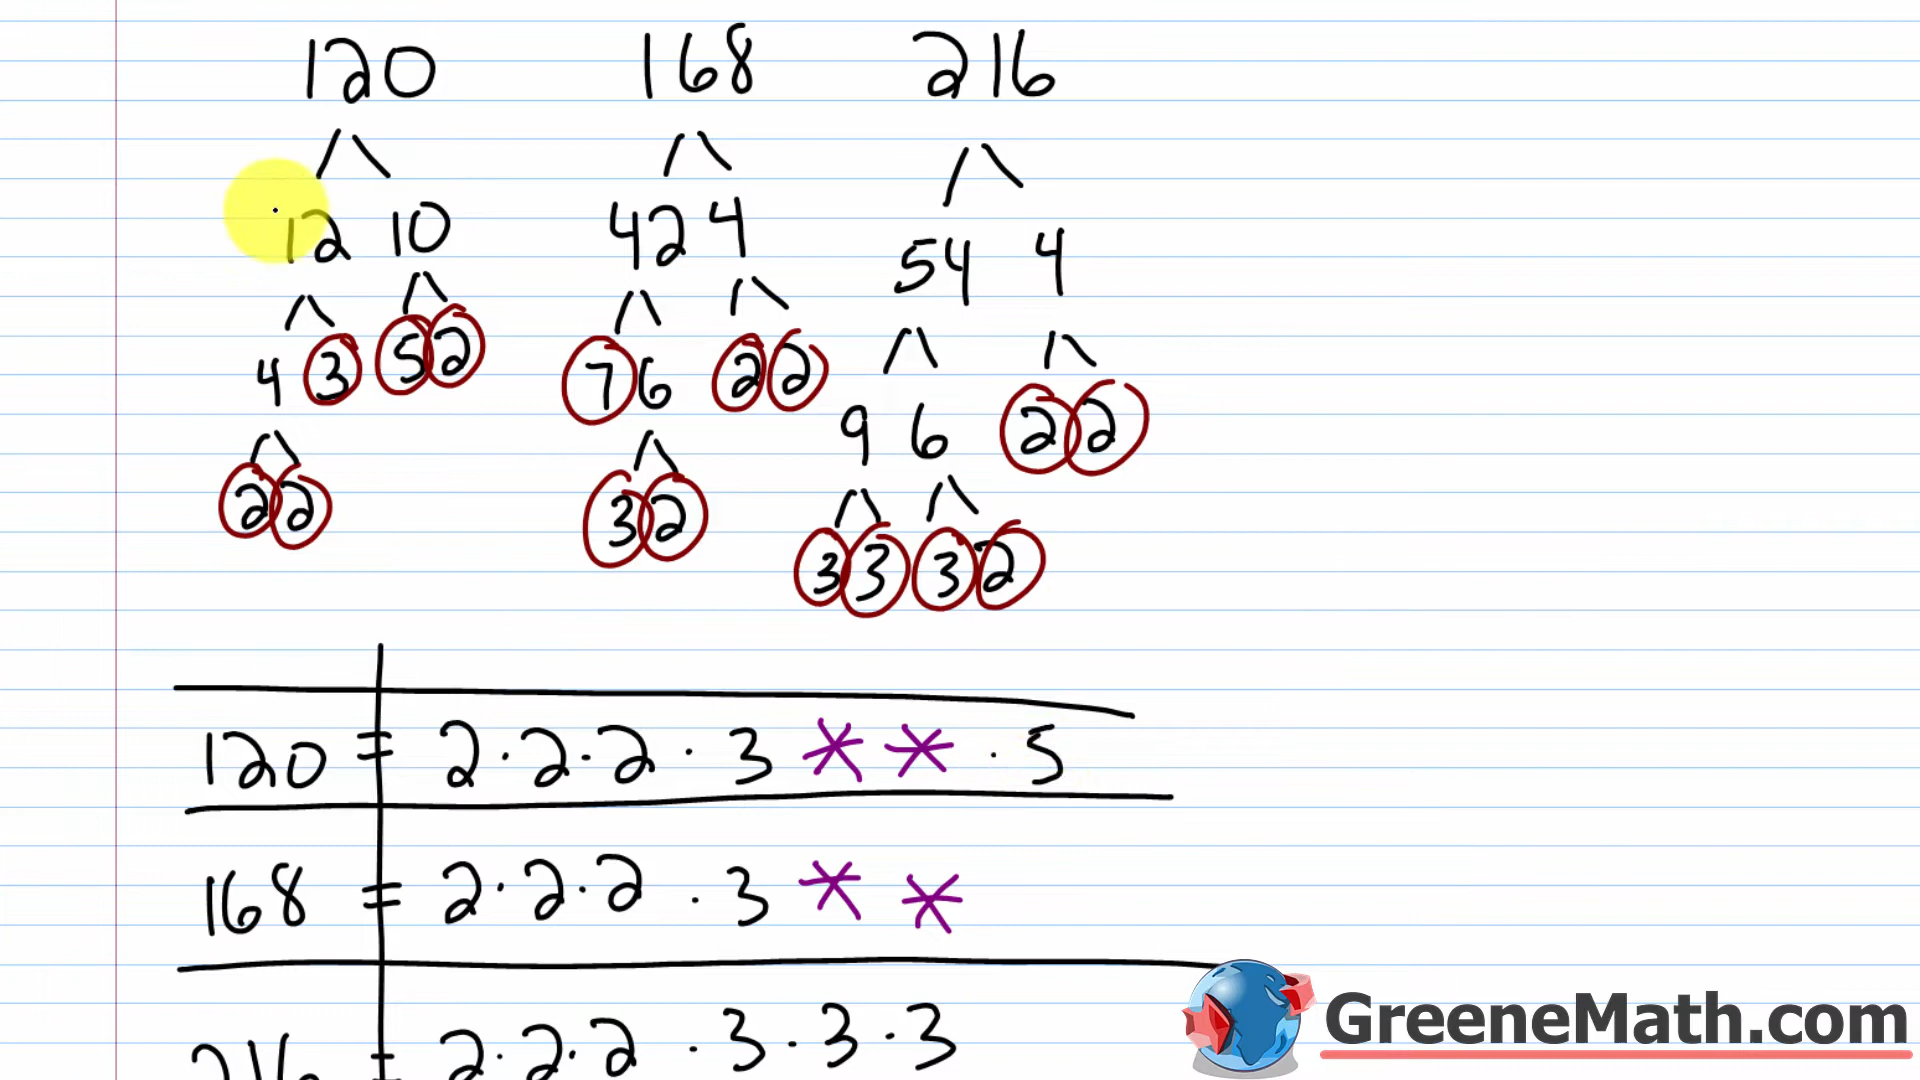 120 168 216
12 10 42 4 54 4
4 3 5 2 7 6 2 2
9 6 2 2
2 2 3 2
3 3 3 2
120 = 2 · 2 · 2 · 3 * * · 5
168 = 2 · 2 · 2 · 3 * *
216 = 2 · 2 · 2 · 3 · 3 · 3
GreeneMath.com